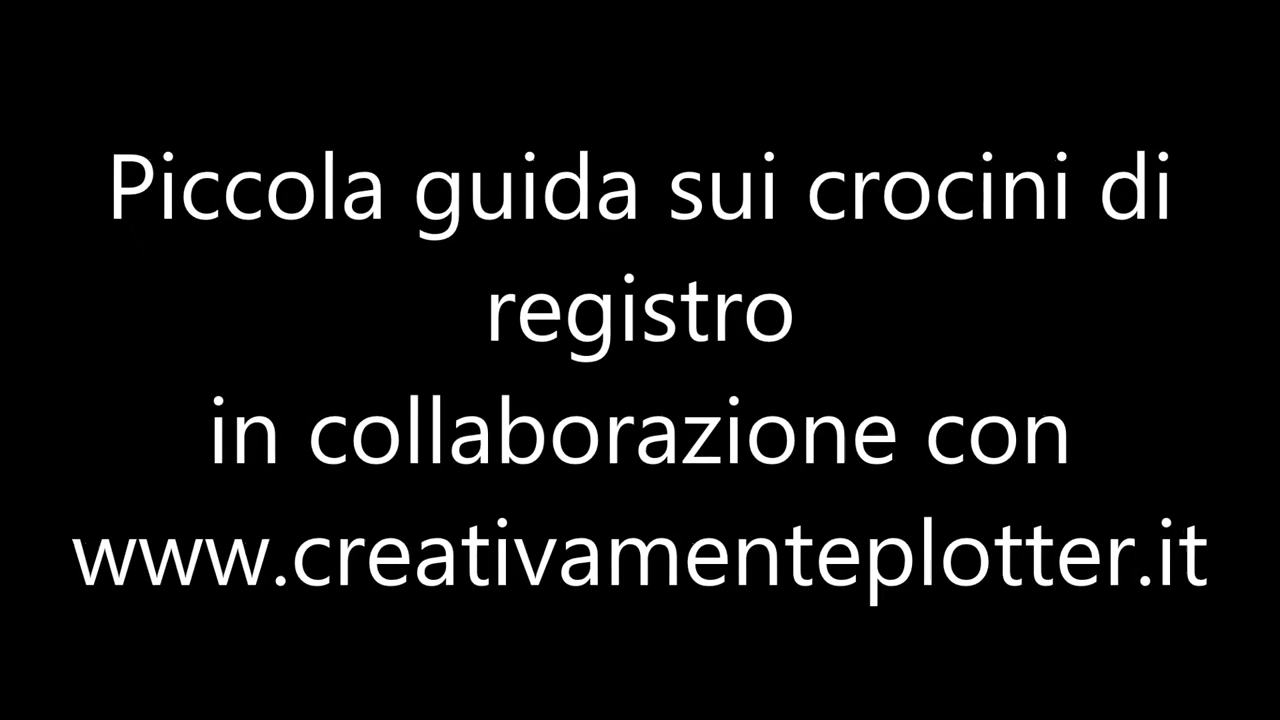 Piccola guida sui crocini di
registro
in collaborazione con
www.creativamenteplotter.it